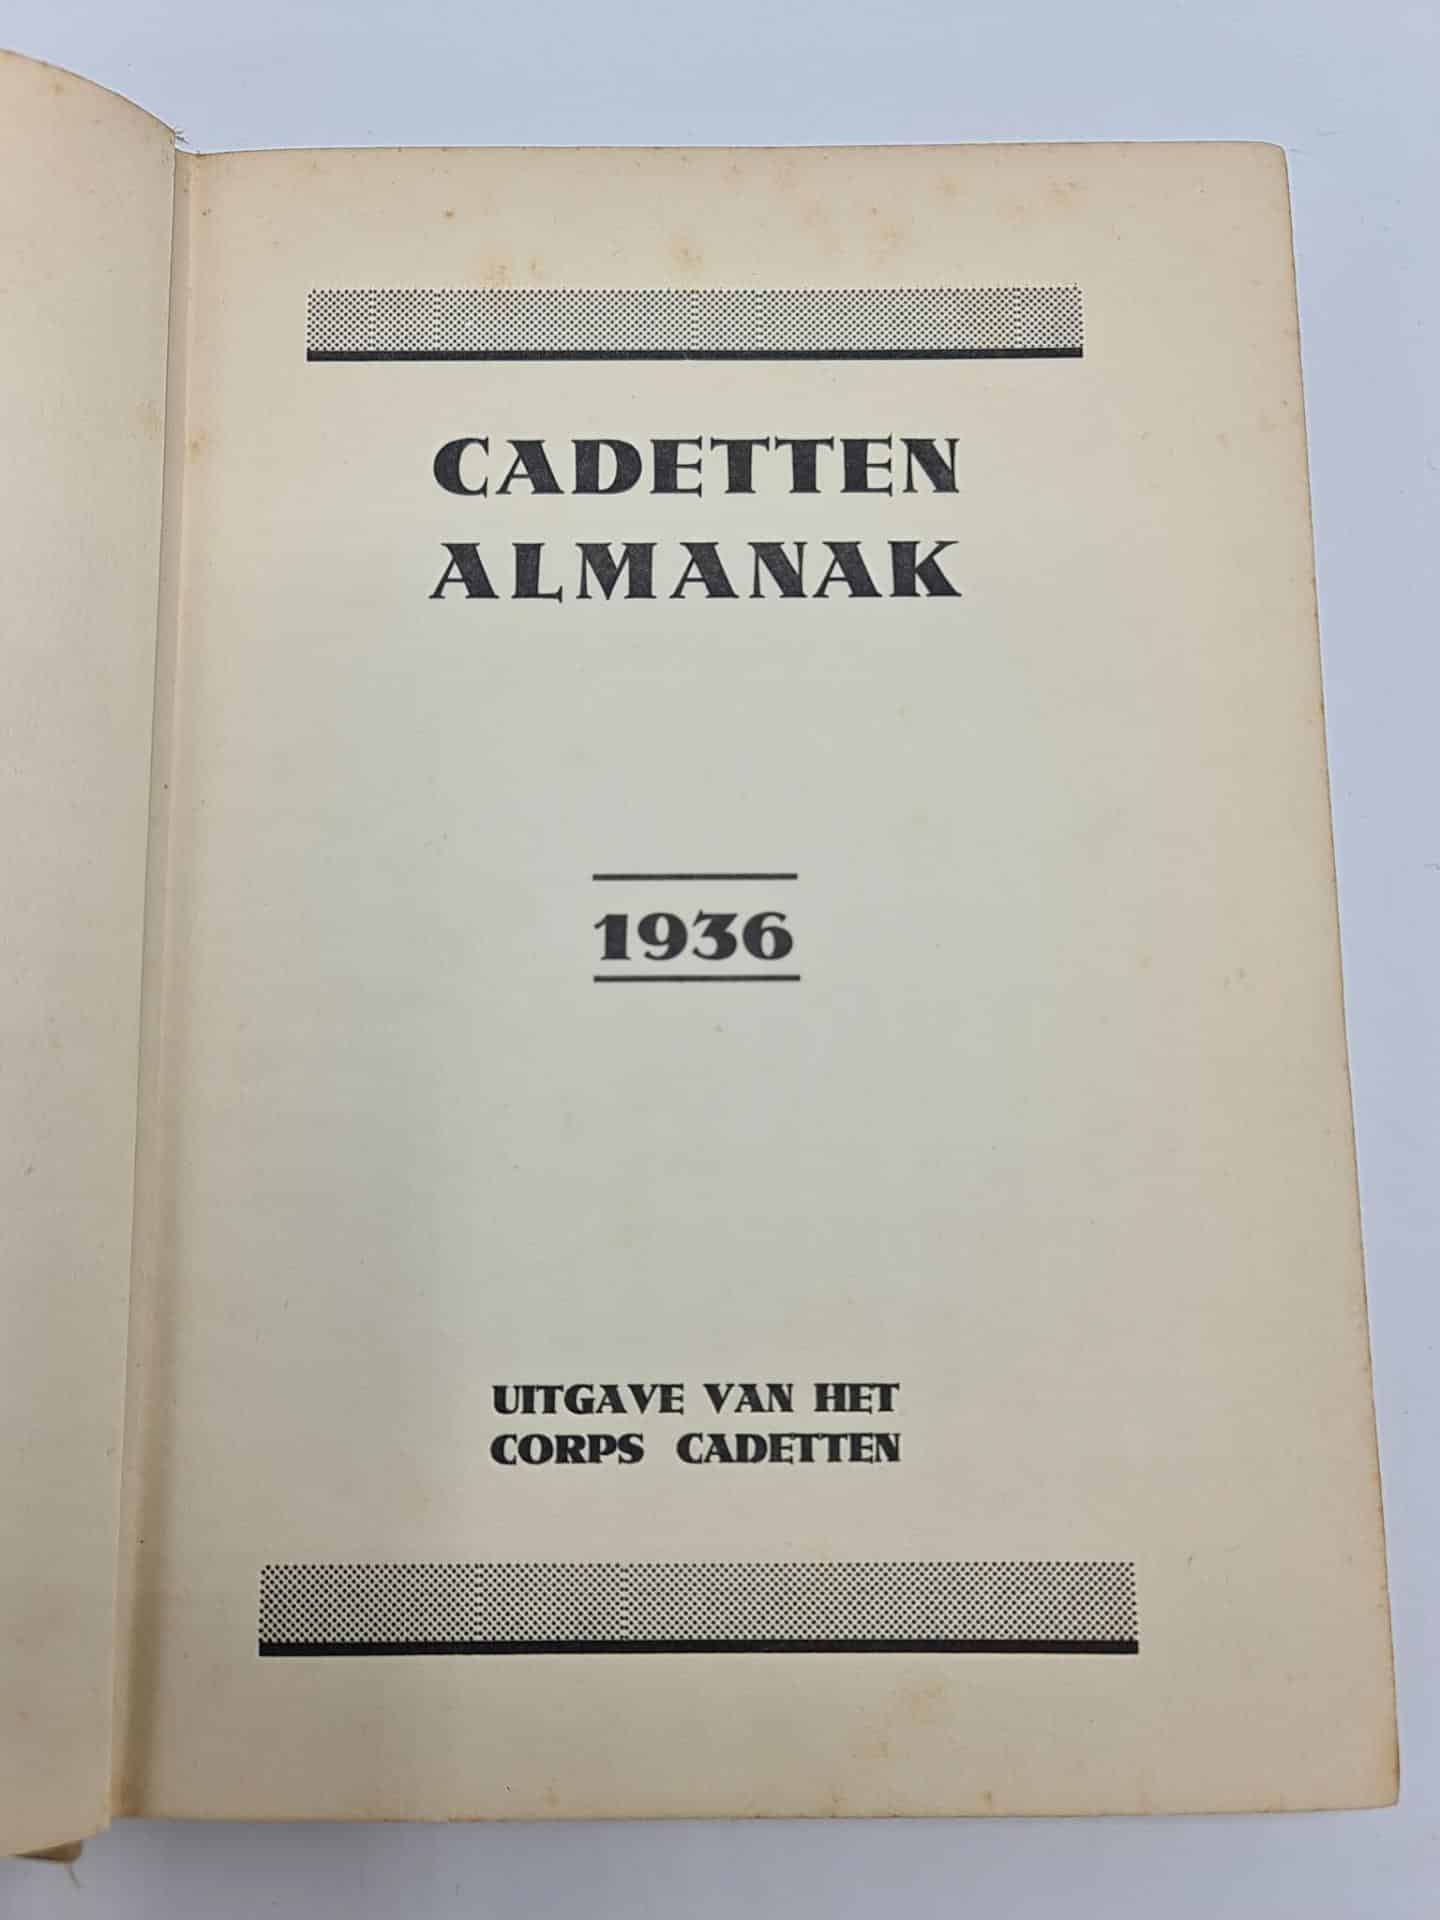 CADETTEN
ALMANAK
1936
UITGAVE VAN HET
CORPS CADETTEN